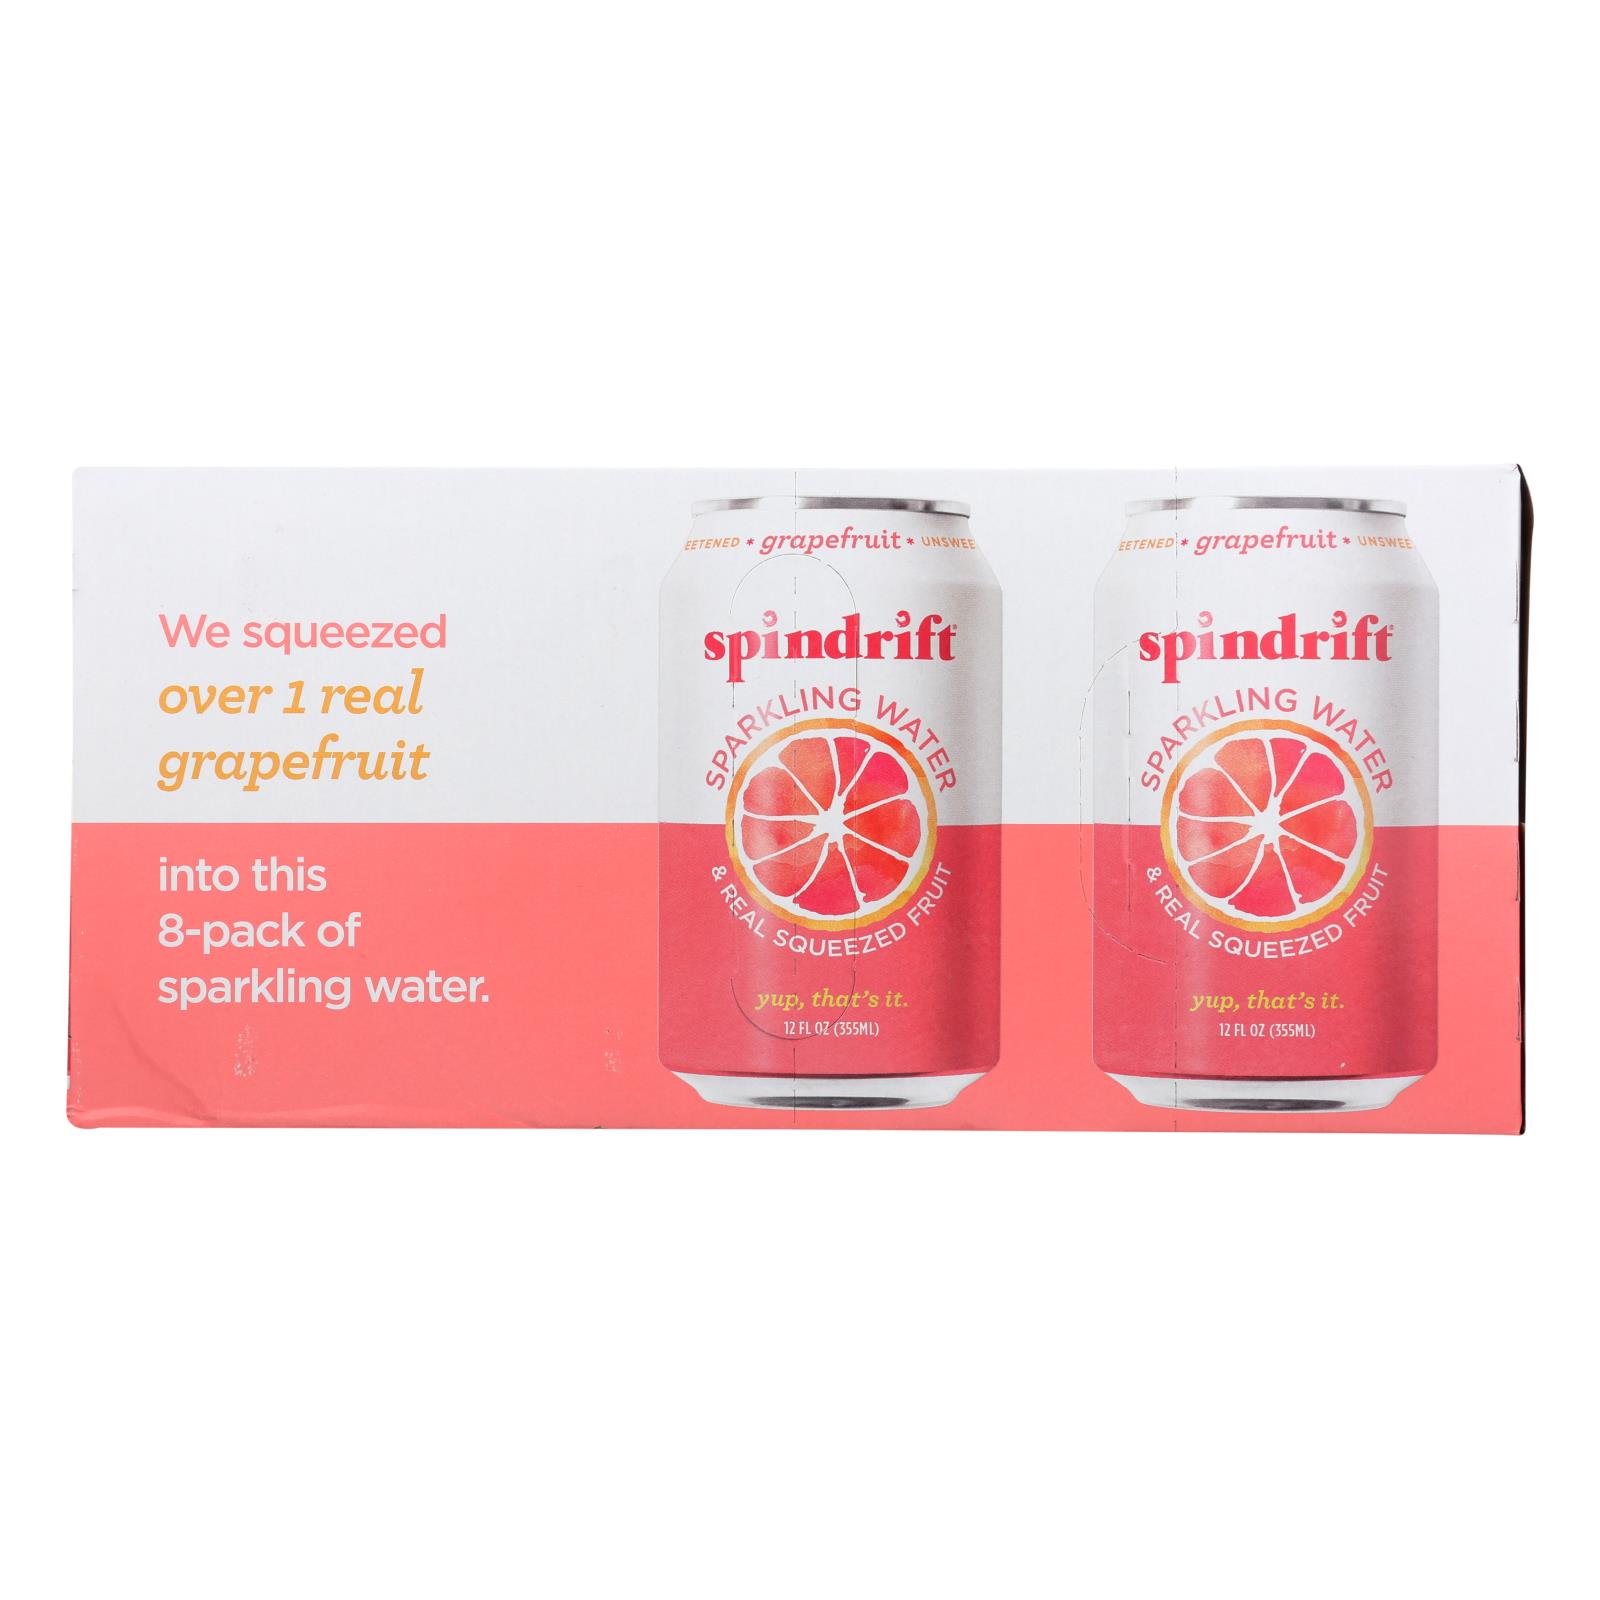 We squeezed
over 1 real
grapefruit
into this
8-pack of
sparkling water.
EETENED * grapefruit * UNSWEE
spindrift®
SPARKLING WATER
& REAL SQUEEZED FRUIT
yup, that's it.
12 FL OZ (355ML)
EETENED * grapefruit * UNSWEE
spindrift®
SPARKLING WATER
& REAL SQUEEZED FRUIT
yup, that's it.
12 FL OZ (355ML)